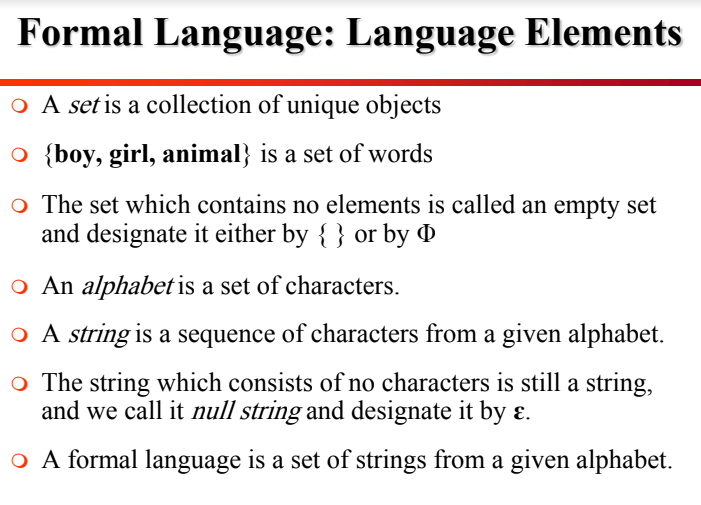 Formal Language: Language Elements
A set is a collection of unique objects
{boy, girl, animal} is a set of words
The set which contains no elements is called an empty set
and designate it either by { } or by Φ
An alphabet is a set of characters.
A string is a sequence of characters from a given alphabet.
The string which consists of no characters is still a string,
and we call it null string and designate it by ε.
A formal language is a set of strings from a given alphabet.